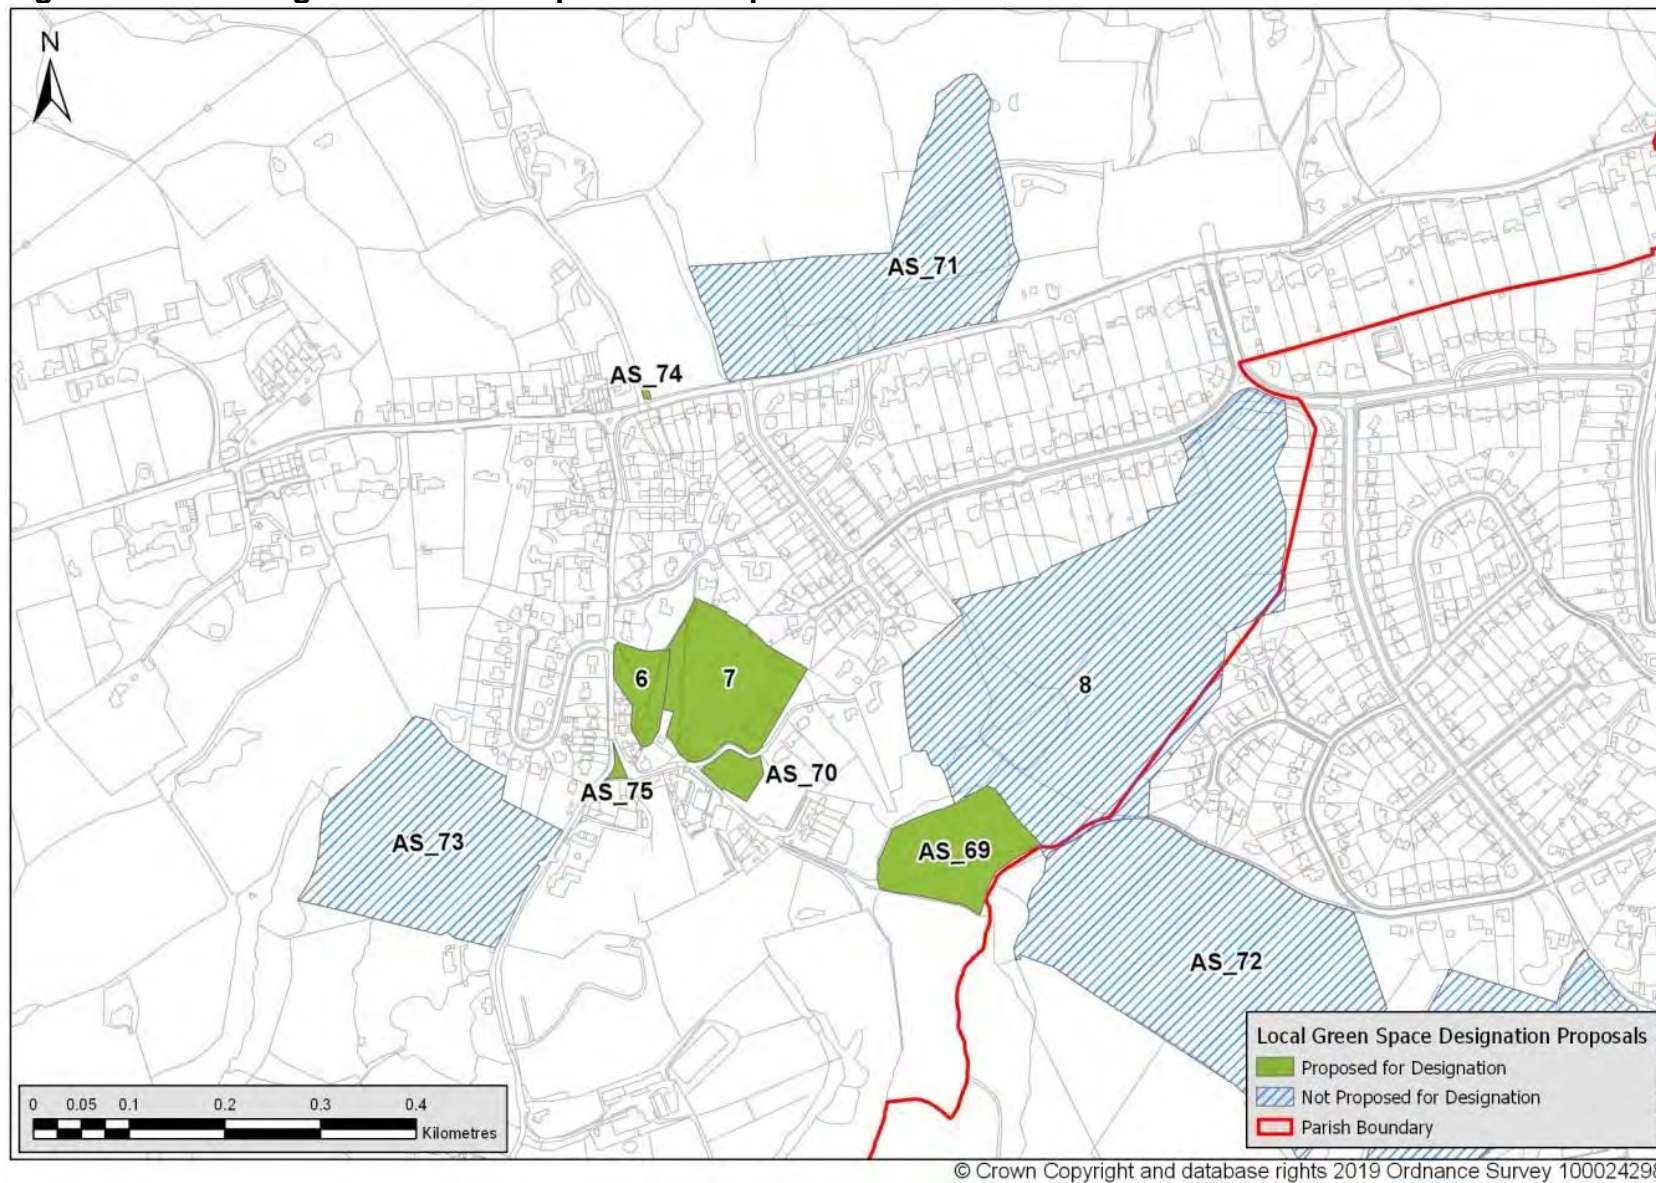 N
AS_71
AS_74
6
7
8
AS_70
AS_75
AS_73
AS_69
AS_72
Local Green Space Designation Proposals
Proposed for Designation
Not Proposed for Designation
Parish Boundary
0 0.05 0.1 0.2 0.3 0.4
Kilometres
© Crown Copyright and database rights 2019 Ordnance Survey 100024298